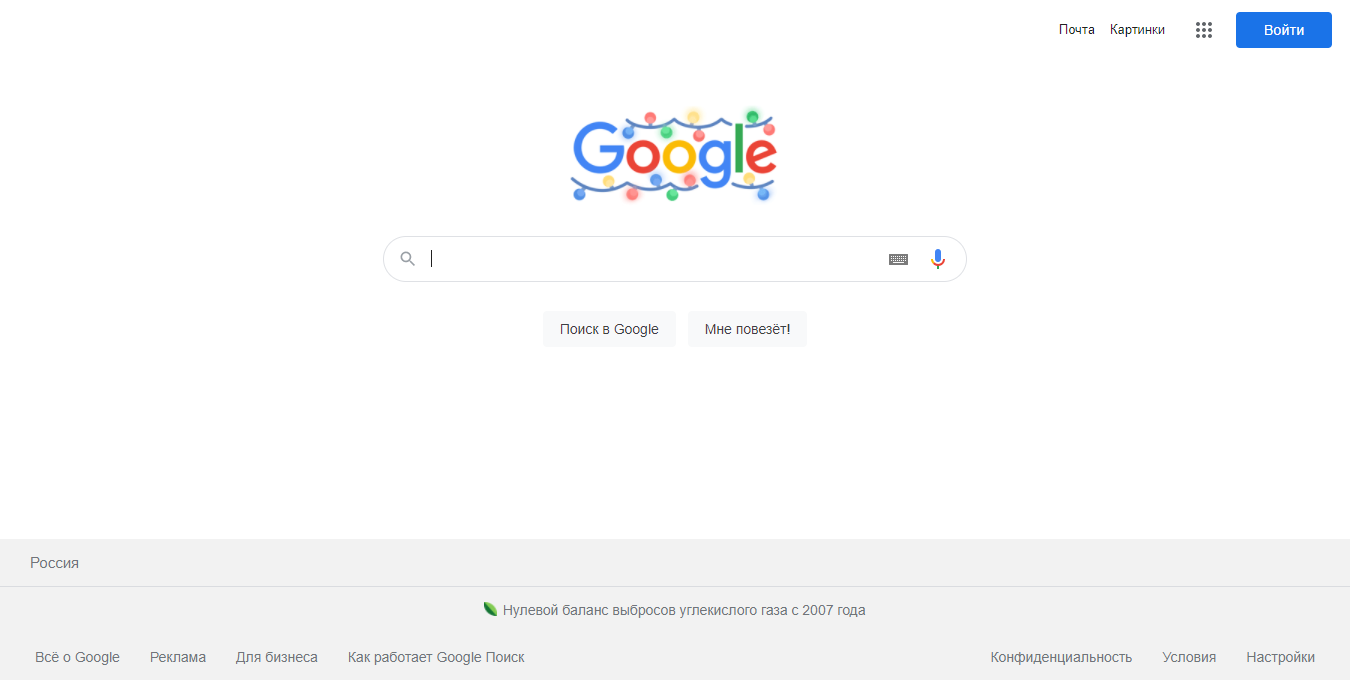 Почта Картинки Войти
Google
Поиск в Google Мне повезёт!
Россия
Нулевой баланс выбросов углекислого газа с 2007 года
Всё о Google Реклама Для бизнеса Как работает Google Поиск Конфиденциальность Условия Настройки